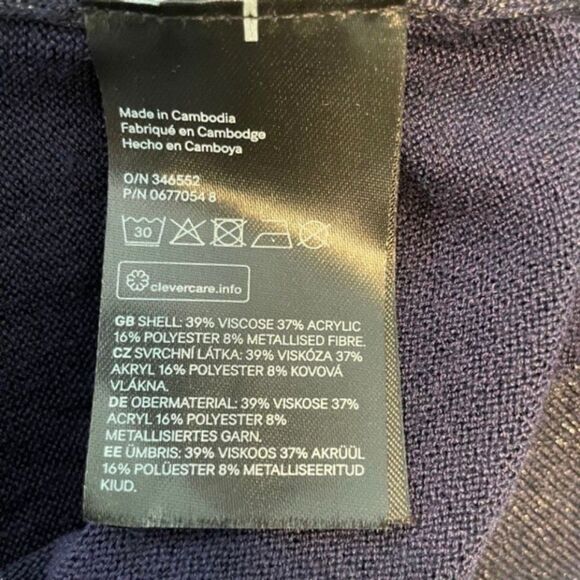 Made in Cambodia
Fabriqué en Cambodge
Hecho en Camboya
O/N 346552
P/N 0677054 8
30
clevercare.info
GB SHELL: 39% VISCOSE 37% ACRYLIC
16% POLYESTER 8% METALLISED FIBRE.
CZ SVRCHNÍ LÁTKA: 39% VISKÓZA 37%
AKRYL 16% POLYESTER 8% KOVOVÁ
VLÁKNA.
DE OBERMATERIAL: 39% VISKOSE 37%
ACRYL 16% POLYESTER 8%
METALLISIERTES GARN.
EE ÜMBRIS: 39% VISKOOS 37% AKRÜÜL
16% POLÜESTER 8% METALLISEERITUD
KIUD.